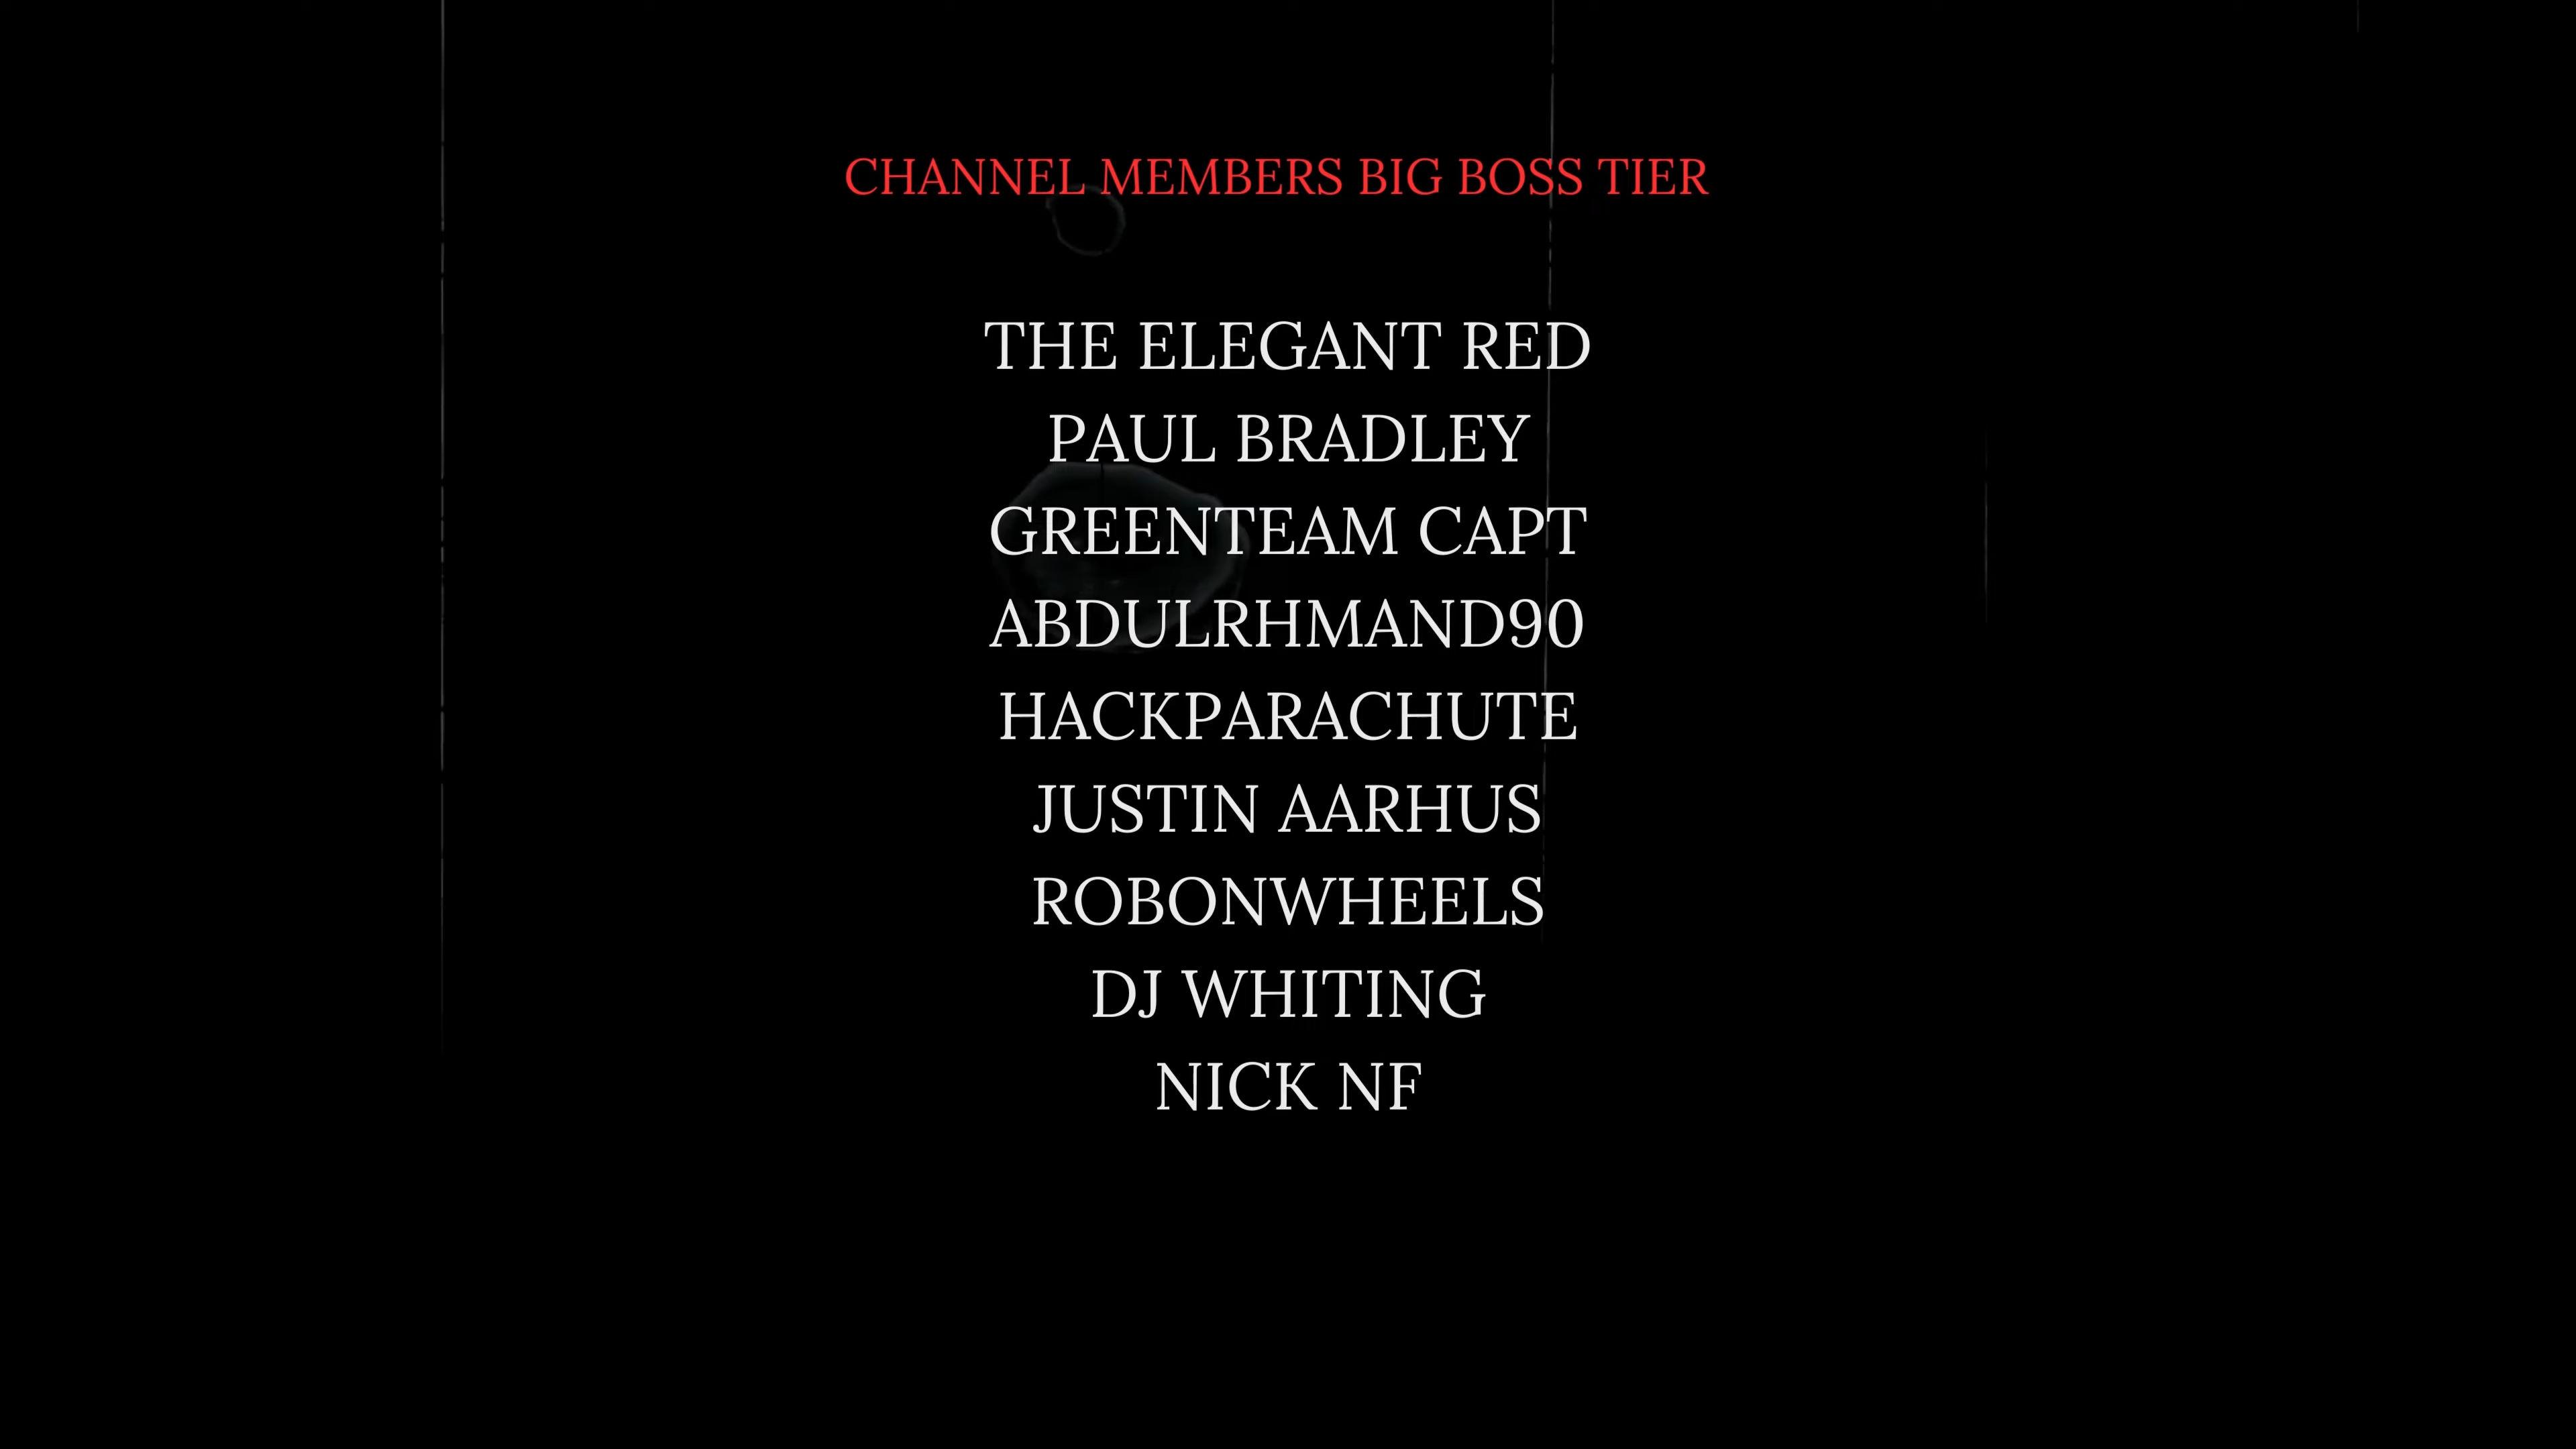 CHANNEL MEMBERS BIG BOSS TIER
THE ELEGANT RED
PAUL BRADLEY
GREENTEAM CAPT
ABDULRHMAND90
HACKPARACHUTE
JUSTIN AARHUS
ROBONWHEELS
DJ WHITING
NICK NF